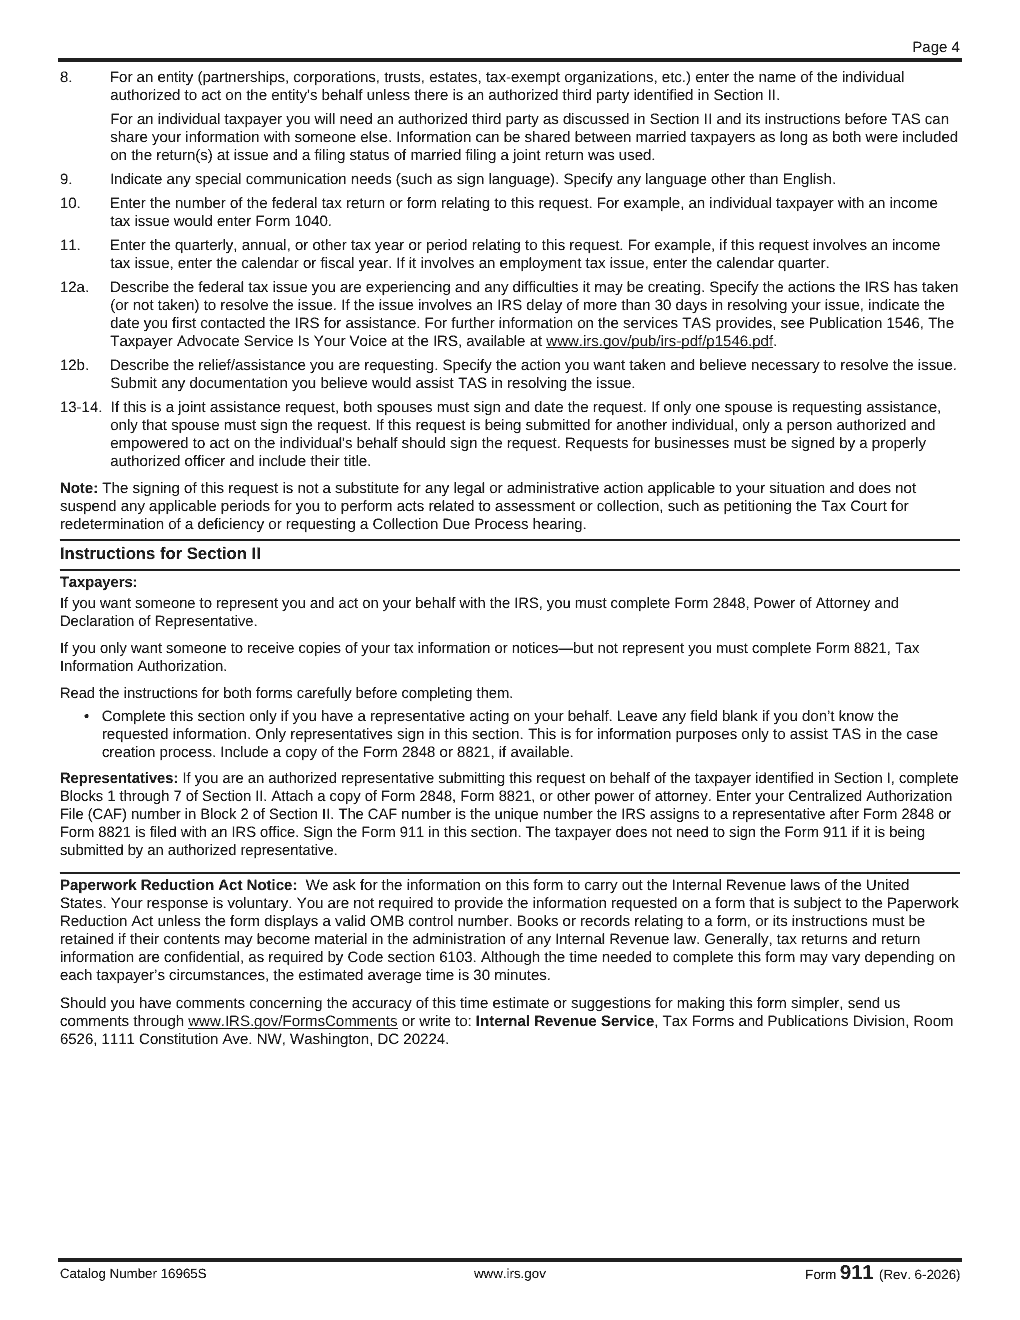 Page 4
8. For an entity (partnerships, corporations, trusts, estates, tax-exempt organizations, etc.) enter the name of the individual
authorized to act on the entity's behalf unless there is an authorized third party identified in Section II.
For an individual taxpayer you will need an authorized third party as discussed in Section II and its instructions before TAS can
share your information with someone else. Information can be shared between married taxpayers as long as both were included
on the return(s) at issue and a filing status of married filing a joint return was used.
9. Indicate any special communication needs (such as sign language). Specify any language other than English.
10. Enter the number of the federal tax return or form relating to this request. For example, an individual taxpayer with an income
tax issue would enter Form 1040.
11. Enter the quarterly, annual, or other tax year or period relating to this request. For example, if this request involves an income
tax issue, enter the calendar or fiscal year. If it involves an employment tax issue, enter the calendar quarter.
12a. Describe the federal tax issue you are experiencing and any difficulties it may be creating. Specify the actions the IRS has taken
(or not taken) to resolve the issue. If the issue involves an IRS delay of more than 30 days in resolving your issue, indicate the
date you first contacted the IRS for assistance. For further information on the services TAS provides, see Publication 1546, The
Taxpayer Advocate Service Is Your Voice at the IRS, available at www.irs.gov/pub/irs-pdf/p1546.pdf.
12b. Describe the relief/assistance you are requesting. Specify the action you want taken and believe necessary to resolve the issue.
Submit any documentation you believe would assist TAS in resolving the issue.
13-14. If this is a joint assistance request, both spouses must sign and date the request. If only one spouse is requesting assistance,
only that spouse must sign the request. If this request is being submitted for another individual, only a person authorized and
empowered to act on the individual's behalf should sign the request. Requests for businesses must be signed by a properly
authorized officer and include their title.
Note: The signing of this request is not a substitute for any legal or administrative action applicable to your situation and does not
suspend any applicable periods for you to perform acts related to assessment or collection, such as petitioning the Tax Court for
redetermination of a deficiency or requesting a Collection Due Process hearing.
Instructions for Section II
Taxpayers:
If you want someone to represent you and act on your behalf with the IRS, you must complete Form 2848, Power of Attorney and
Declaration of Representative.
If you only want someone to receive copies of your tax information or notices—but not represent you must complete Form 8821, Tax
Information Authorization.
Read the instructions for both forms carefully before completing them.
• Complete this section only if you have a representative acting on your behalf. Leave any field blank if you don’t know the
requested information. Only representatives sign in this section. This is for information purposes only to assist TAS in the case
creation process. Include a copy of the Form 2848 or 8821, if available.
Representatives: If you are an authorized representative submitting this request on behalf of the taxpayer identified in Section I, complete
Blocks 1 through 7 of Section II. Attach a copy of Form 2848, Form 8821, or other power of attorney. Enter your Centralized Authorization
File (CAF) number in Block 2 of Section II. The CAF number is the unique number the IRS assigns to a representative after Form 2848 or
Form 8821 is filed with an IRS office. Sign the Form 911 in this section. The taxpayer does not need to sign the Form 911 if it is being
submitted by an authorized representative.
Paperwork Reduction Act Notice: We ask for the information on this form to carry out the Internal Revenue laws of the United
States. Your response is voluntary. You are not required to provide the information requested on a form that is subject to the Paperwork
Reduction Act unless the form displays a valid OMB control number. Books or records relating to a form, or its instructions must be
retained if their contents may become material in the administration of any Internal Revenue law. Generally, tax returns and return
information are confidential, as required by Code section 6103. Although the time needed to complete this form may vary depending on
each taxpayer’s circumstances, the estimated average time is 30 minutes.
Should you have comments concerning the accuracy of this time estimate or suggestions for making this form simpler, send us
comments through www.IRS.gov/FormsComments or write to: Internal Revenue Service, Tax Forms and Publications Division, Room
6526, 1111 Constitution Ave. NW, Washington, DC 20224.
Catalog Number 16965S www.irs.gov Form 911 (Rev. 6-2026)